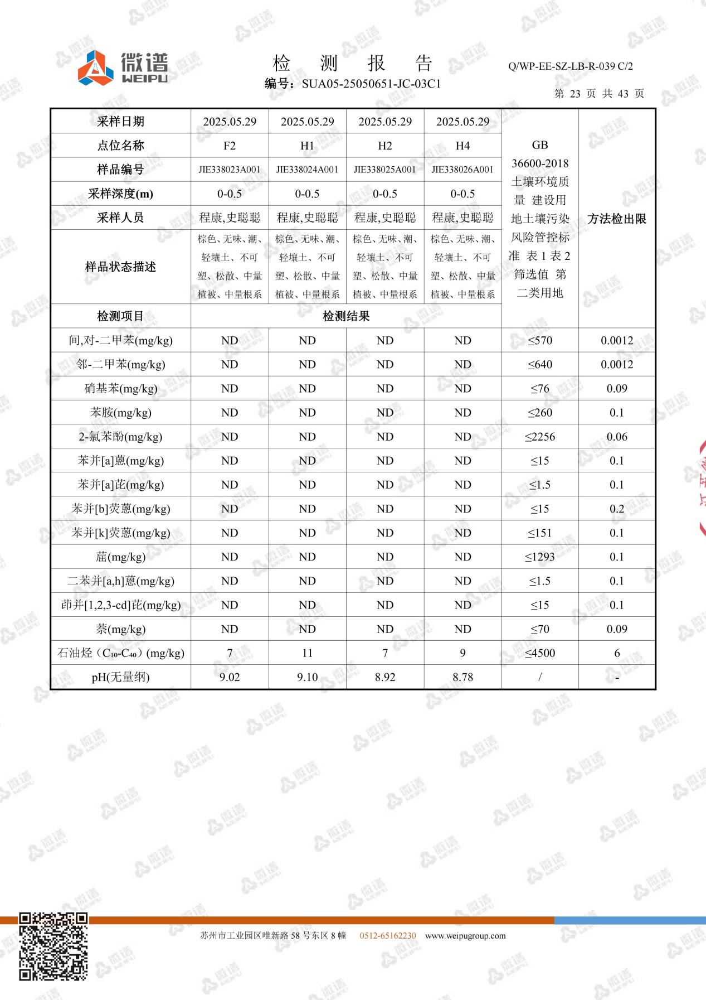 微谱
WEIPU
检 测 报 告
编号：SUA05-25050651-JC-03C1
Q/WP-EE-SZ-LB-R-039 C/2
第 23 页 共 43 页
采样日期 2025.05.29 2025.05.29 2025.05.29 2025.05.29
点位名称 F2 H1 H2 H4
样品编号 JIE338023A001 JIE338024A001 JIE338025A001 JIE338026A001
采样深度(m) 0-0.5 0-0.5 0-0.5 0-0.5
采样人员 程康,史聪聪 程康,史聪聪 程康,史聪聪 程康,史聪聪
样品状态描述
棕色、无味、潮、
轻壤土、不可
塑、松散、中量
植被、中量根系
棕色、无味、潮、
轻壤土、不可
塑、松散、中量
植被、中量根系
棕色、无味、潮、
轻壤土、不可
塑、松散、中量
植被、中量根系
棕色、无味、潮、
轻壤土、不可
塑、松散、中量
植被、中量根系
GB
36600-2018
土壤环境质
量 建设用
地土壤污染
风险管控标
准 表 1 表 2
筛选值 第
二类用地
方法检出限
检测项目 检测结果
间,对-二甲苯(mg/kg) ND ND ND ND ≤570 0.0012
邻-二甲苯(mg/kg) ND ND ND ND ≤640 0.0012
硝基苯(mg/kg) ND ND ND ND ≤76 0.09
苯胺(mg/kg) ND ND ND ND ≤260 0.1
2-氯苯酚(mg/kg) ND ND ND ND ≤2256 0.06
苯并[a]蒽(mg/kg) ND ND ND ND ≤15 0.1
苯并[a]芘(mg/kg) ND ND ND ND ≤1.5 0.1
苯并[b]荧蒽(mg/kg) ND ND ND ND ≤15 0.2
苯并[k]荧蒽(mg/kg) ND ND ND ND ≤151 0.1
䓛(mg/kg) ND ND ND ND ≤1293 0.1
二苯并[a,h]蒽(mg/kg) ND ND ND ND ≤1.5 0.1
茚并[1,2,3-cd]芘(mg/kg) ND ND ND ND ≤15 0.1
萘(mg/kg) ND ND ND ND ≤70 0.09
石油烃（C₁₀-C₄₀）(mg/kg) 7 11 7 9 ≤4500 6
pH(无量纲) 9.02 9.10 8.92 8.78 / -
苏州市工业园区唯新路 58 号东区 8 幢 0512-65162230 www.weipugroup.com